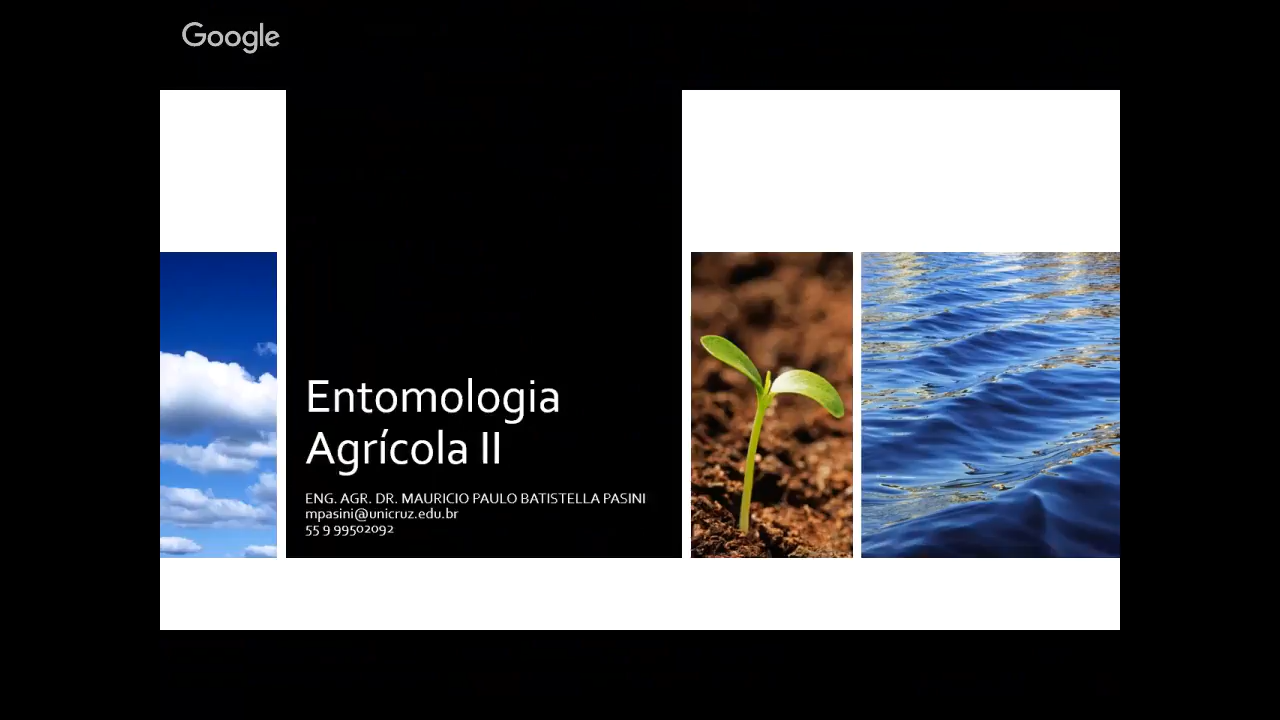 Google
Entomologia
Agrícola II
ENG. AGR. DR. MAURICIO PAULO BATISTELLA PASINI
mpasini@unicruz.edu.br
55 9 99502092